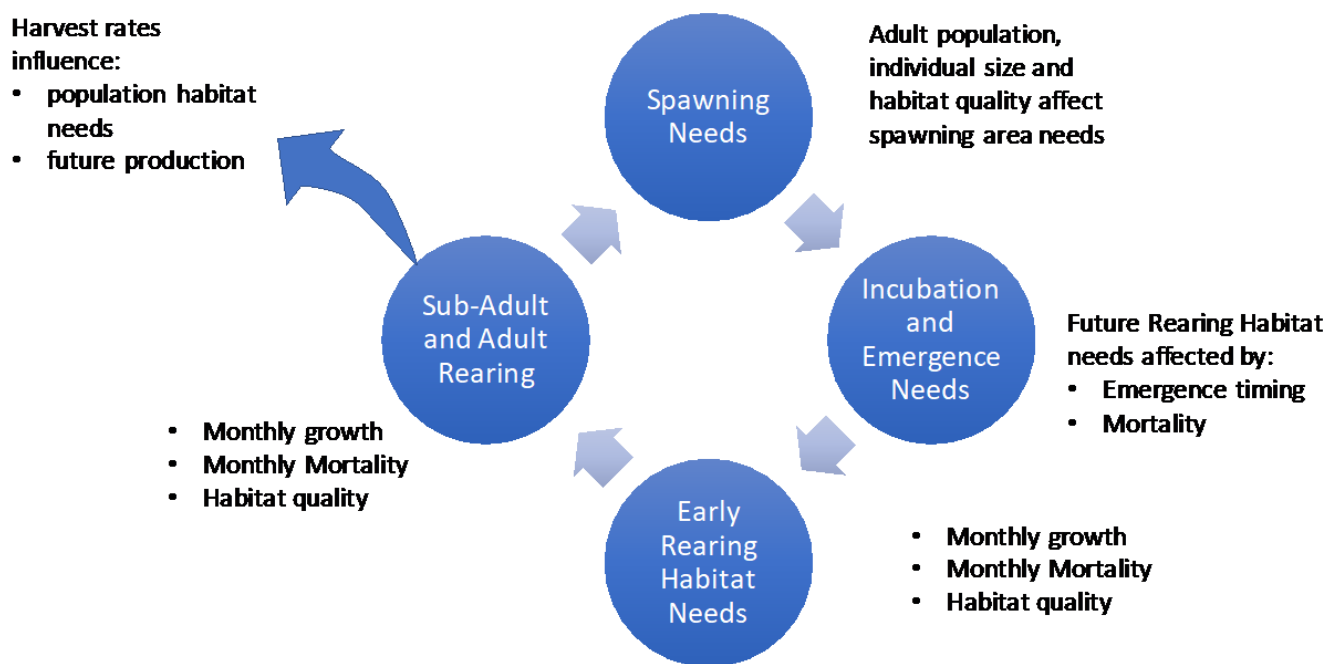 Harvest rates
influence:
• population habitat
needs
• future production
Spawning
Needs
Adult population,
individual size and
habitat quality affect
spawning area needs
Sub-Adult
and Adult
Rearing
Incubation
and
Emergence
Needs
Future Rearing Habitat
needs affected by:
• Emergence timing
• Mortality
• Monthly growth
• Monthly Mortality
• Habitat quality
Early
Rearing
Habitat
Needs
• Monthly growth
• Monthly Mortality
• Habitat quality